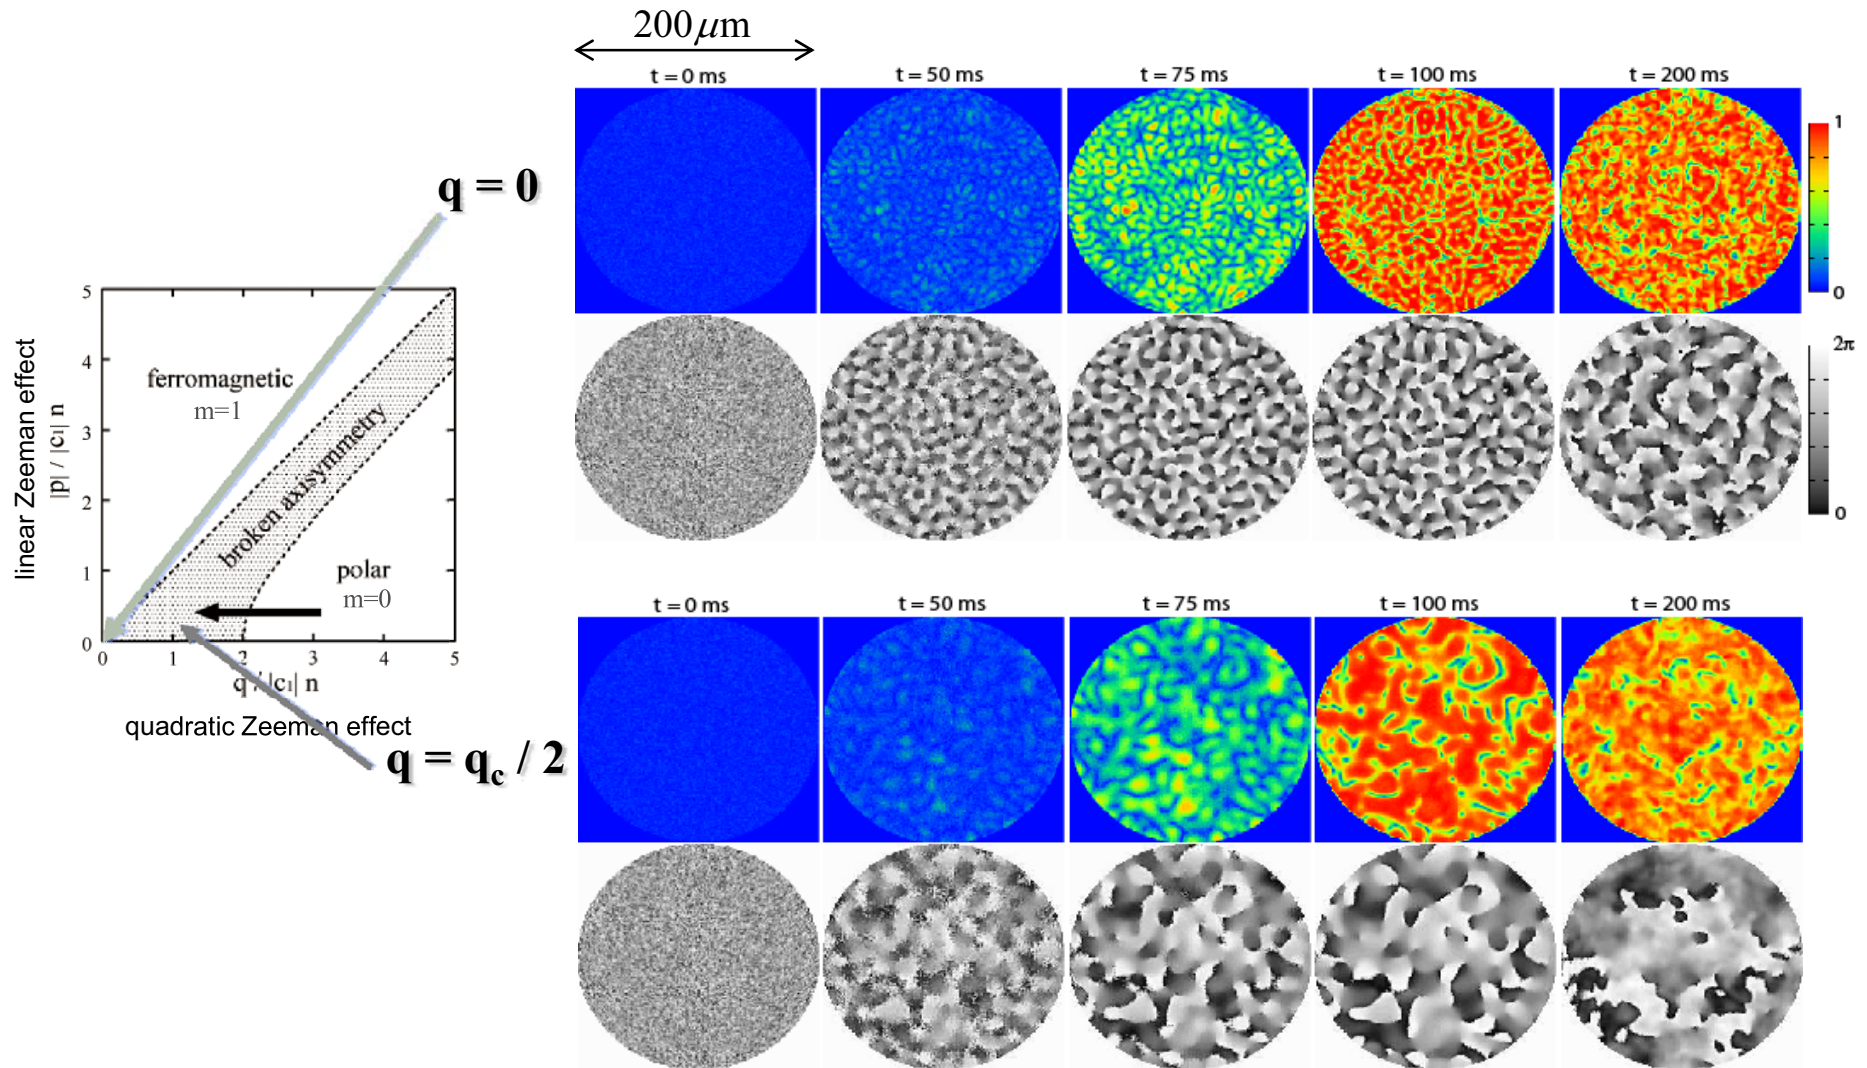 200μm
t = 0 ms
t = 50 ms
t = 75 ms
t = 100 ms
t = 200 ms
1
0
2π
0
q = 0
linear Zeeman effect
|p| / |c₁| n
5
4
3
2
1
0
ferromagnetic
m=1
broken axisymmetry
polar
m=0
0
1
2
3
4
5
q / |c₁| n
quadratic Zeeman effect
q = qc / 2
t = 0 ms
t = 50 ms
t = 75 ms
t = 100 ms
t = 200 ms